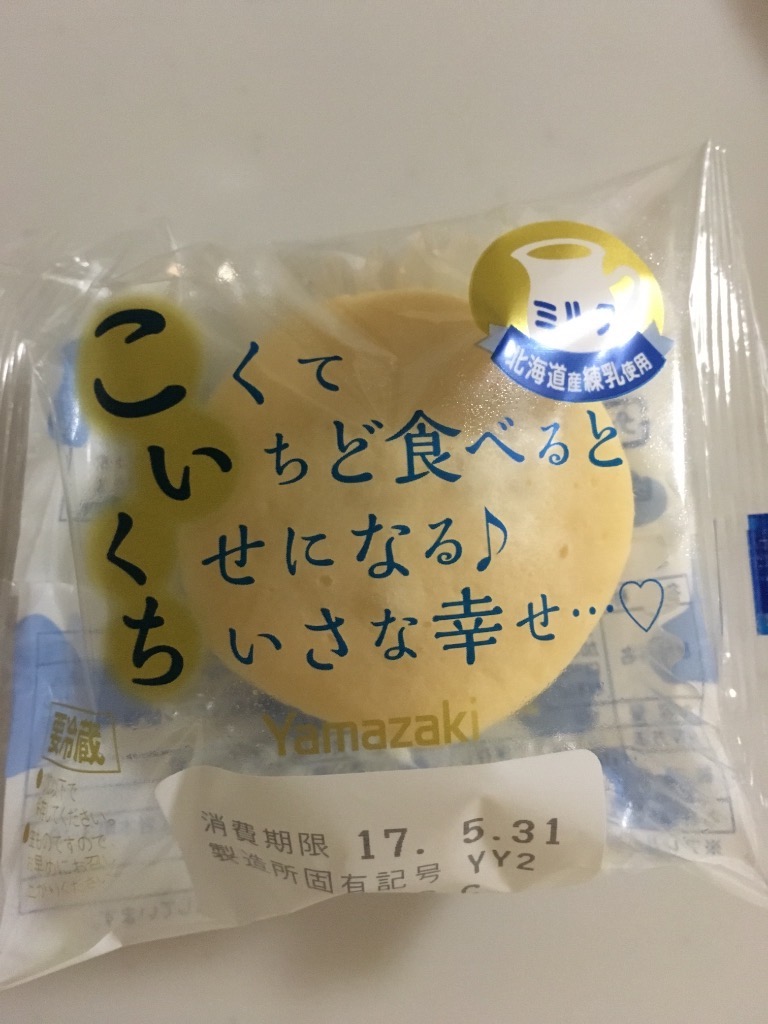 ミルク
北海道産練乳使用
こくて
いちど食べると
くせになる♪
ちいさな幸せ…♡
Yamazaki
要冷蔵
消費期限 17. 5.31
製造所固有記号 YY2